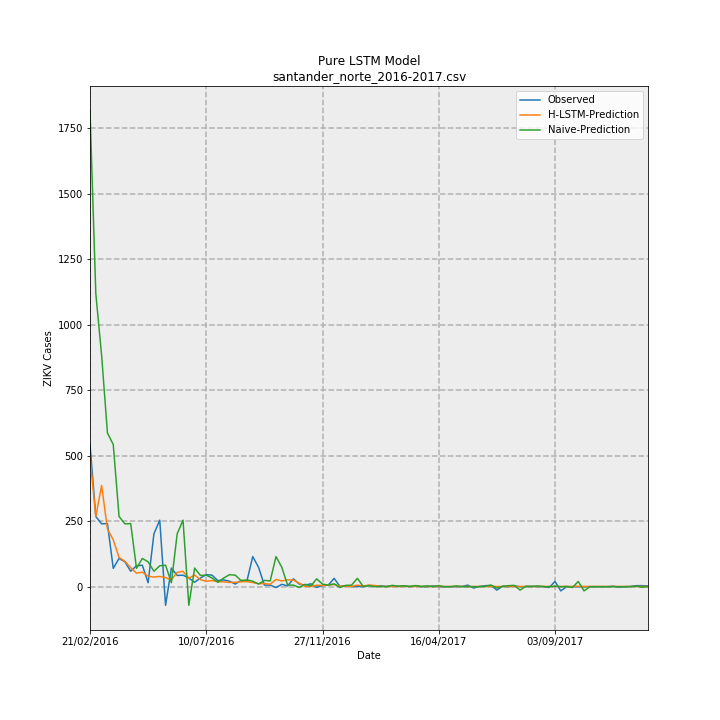 Pure LSTM Model
santander_norte_2016-2017.csv
Observed
H-LSTM-Prediction
Naive-Prediction
ZIKV Cases
1750
1500
1250
1000
750
500
250
0
21/02/2016 10/07/2016 27/11/2016 16/04/2017 03/09/2017
Date